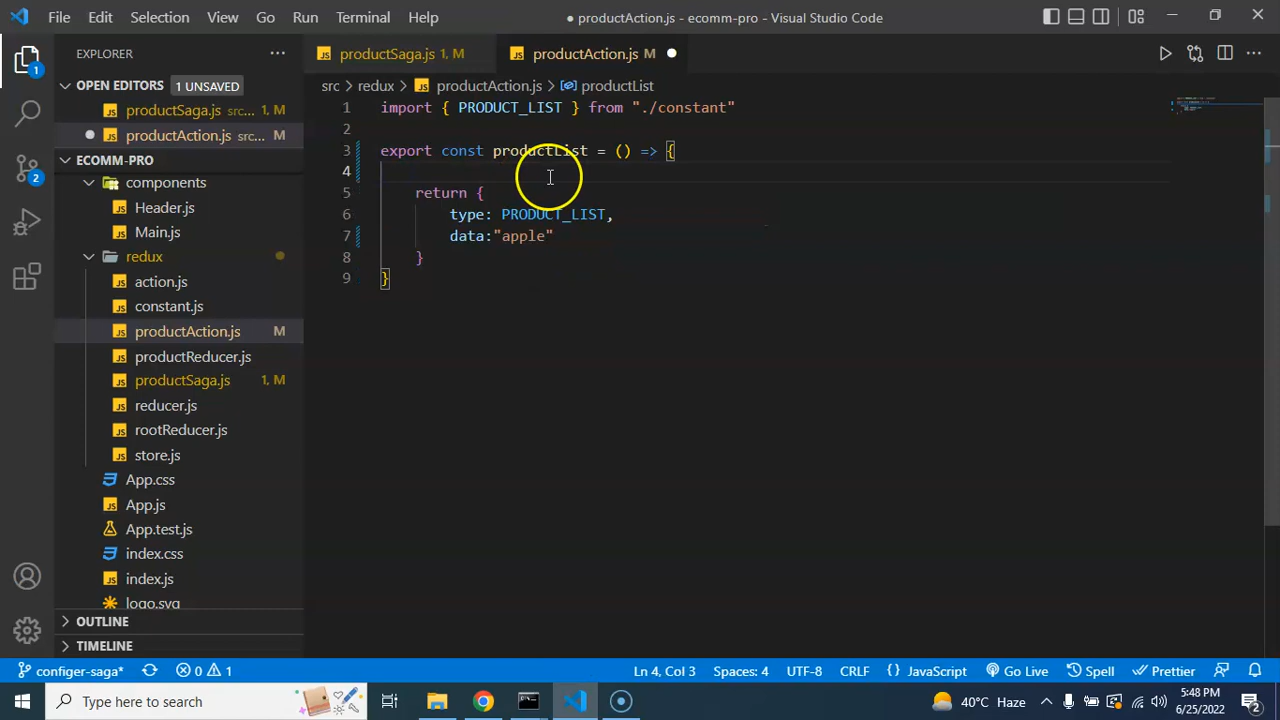 File Edit Selection View Go Run Terminal Help
● productAction.js - ecomm-pro - Visual Studio Code
EXPLORER
OPEN EDITORS 1 UNSAVED
productSaga.js src... 1, M
productAction.js src... M
ECOMM-PRO
components
Header.js
Main.js
redux
action.js
constant.js
productAction.js M
productReducer.js
productSaga.js 1, M
reducer.js
rootReducer.js
store.js
App.css
App.js
App.test.js
index.css
index.js
logo.svg
OUTLINE
TIMELINE
productSaga.js 1, M
productAction.js M
src > redux > productAction.js > productList
1 import { PRODUCT_LIST } from "./constant"
2
3 export const productList = () => {
4
5 return {
6 type: PRODUCT_LIST,
7 data:"apple"
8 }
9 }
configer-saga* 0 1
Ln 4, Col 3 Spaces: 4 UTF-8 CRLF { } JavaScript Go Live Spell Prettier
Type here to search
40°C Haze
5:48 PM
6/25/2022
1
2
2